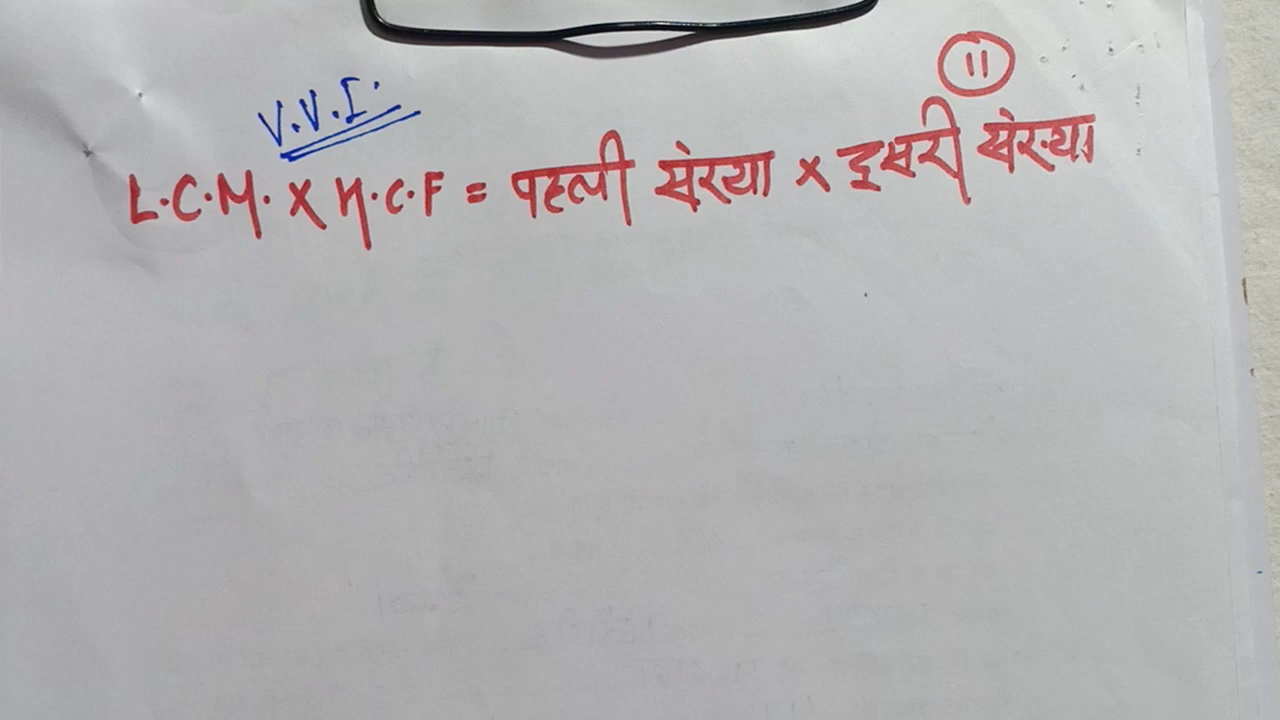 11
V.V.I.
L.C.M. × H.C.F = पहली संख्या × दुसरी संख्या